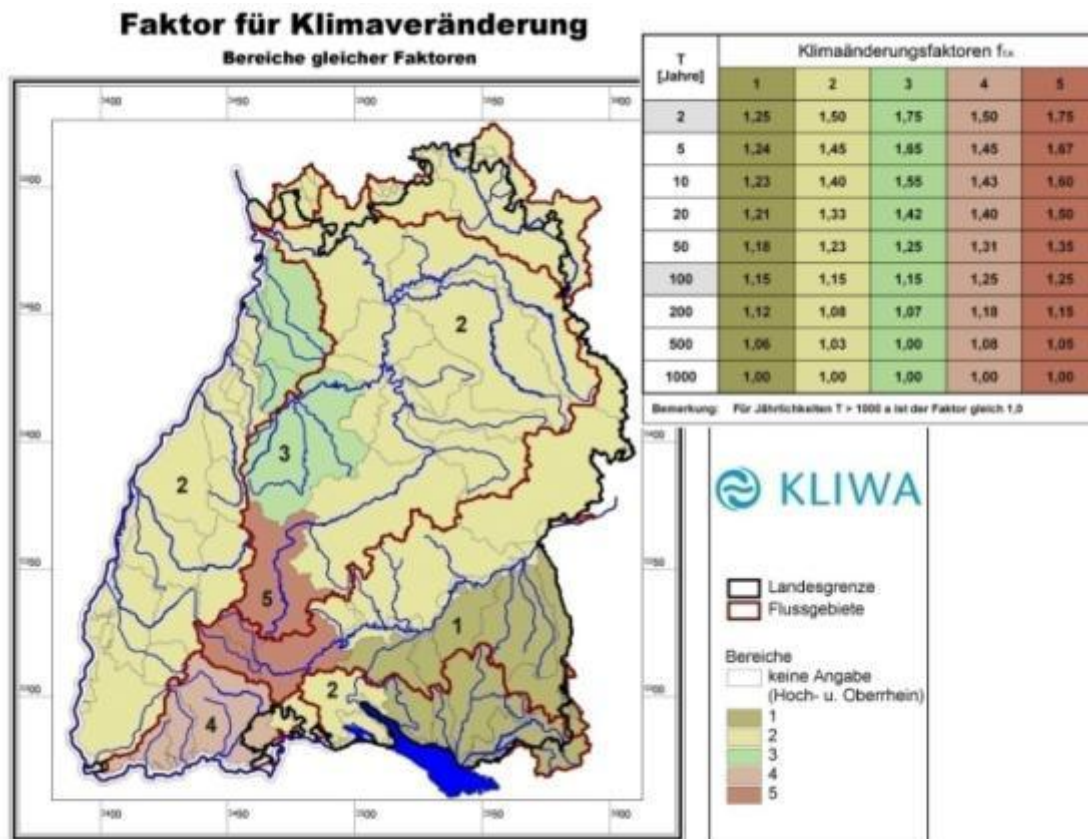 Faktor für Klimaveränderung
Bereiche gleicher Faktoren
T [Jahre] Klimaänderungsfaktoren
1 2 3 4 5
2 1,25 1,50 1,75 1,50 1,75
5 1,24 1,45 1,65 1,45 1,67
10 1,23 1,40 1,55 1,43 1,60
20 1,21 1,33 1,42 1,40 1,50
50 1,18 1,23 1,25 1,31 1,35
100 1,15 1,15 1,15 1,25 1,25
200 1,12 1,08 1,07 1,18 1,15
500 1,06 1,03 1,00 1,08 1,05
1000 1,00 1,00 1,00 1,00 1,00
Bemerkung: Für Jährlichkeiten T > 1000 a ist der Faktor gleich 1,0
2
3
2
5
1
2
4
KLIWA
Landesgrenze
Flussgebiete
Bereiche
keine Angabe
(Hoch- u. Oberrhein)
1
2
3
4
5